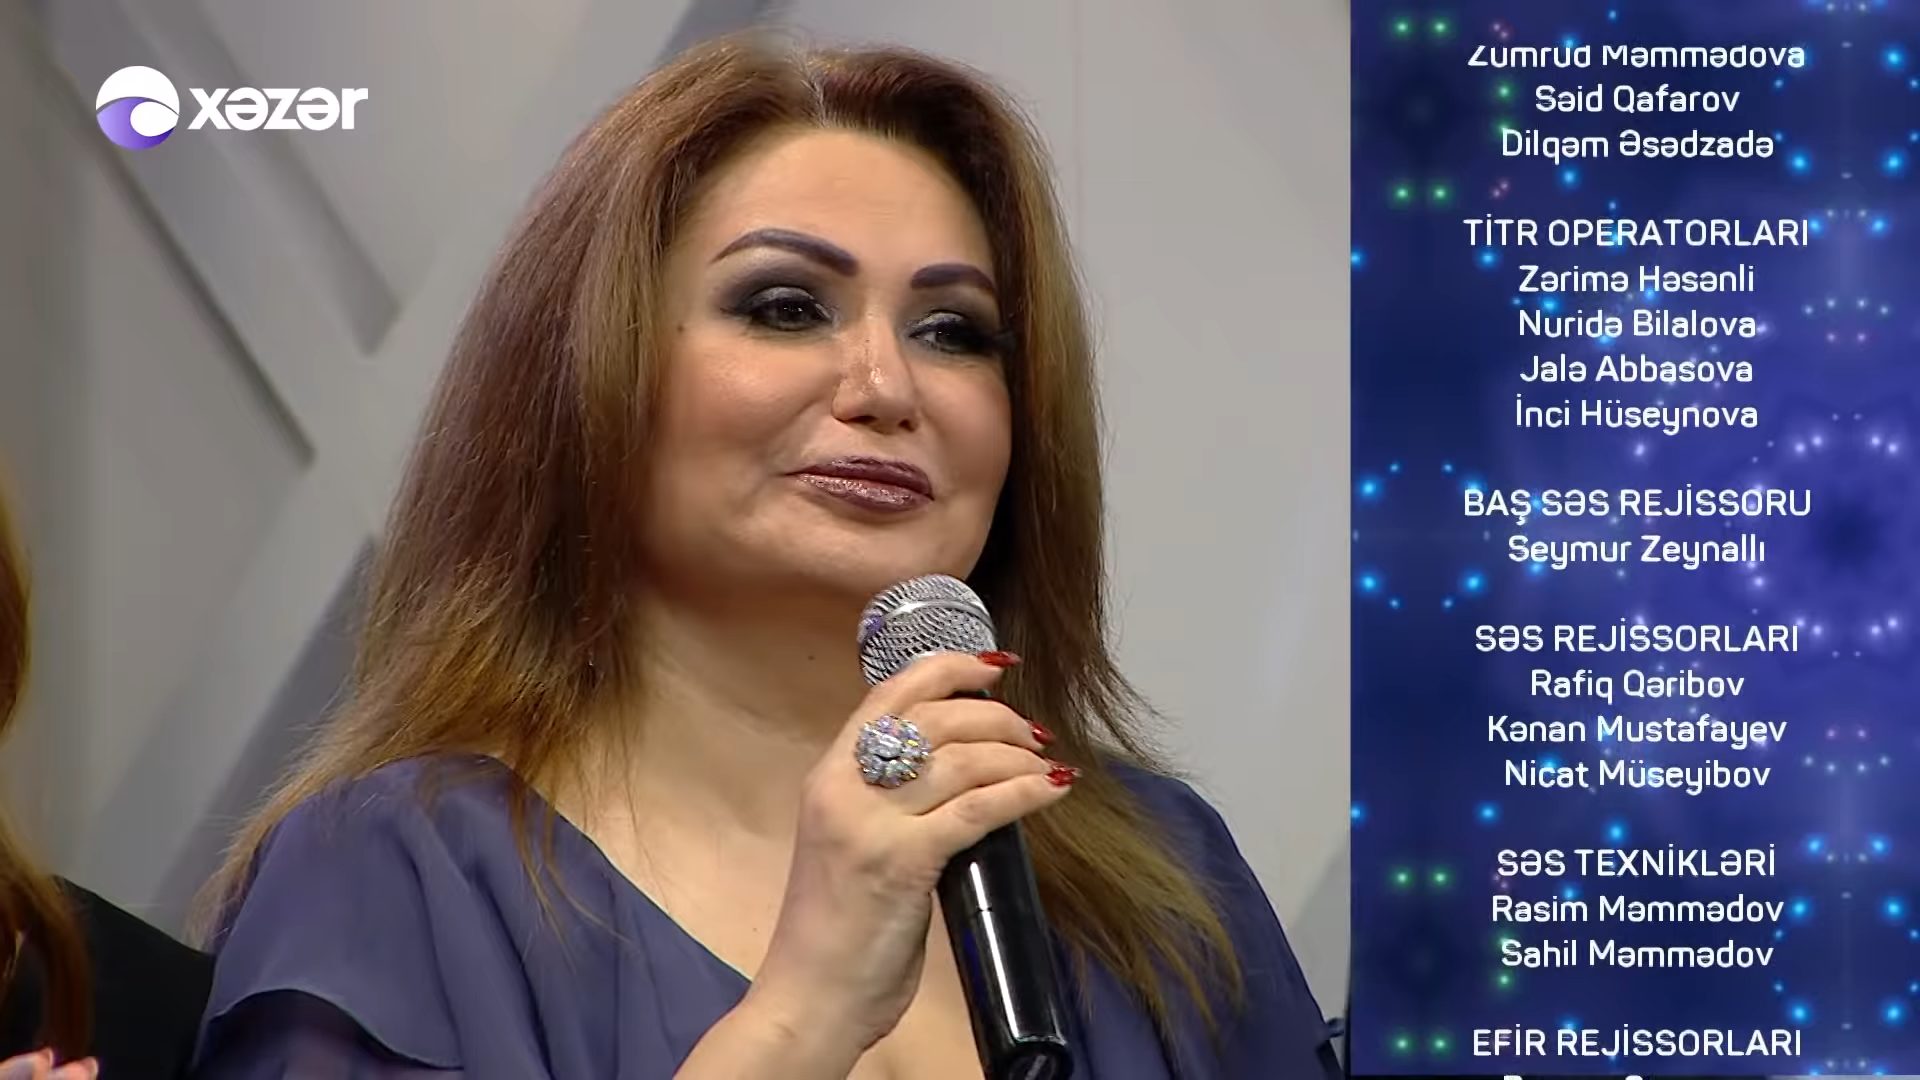 xəzər
Zümrüd Məmmədova
Səid Qafarov
Dilqəm Əsədzadə
TİTR OPERATORLARI
Zərimə Həsənli
Nuridə Bilalova
Jalə Abbasova
İnci Hüseynova
BAŞ SƏS REJİSSORU
Seymur Zeynallı
SƏS REJİSSORLARI
Rafiq Qəribov
Kənan Mustafayev
Nicat Müseyibov
SƏS TEXNİKLƏRİ
Rasim Məmmədov
Sahil Məmmədov
EFİR REJİSSORLARI